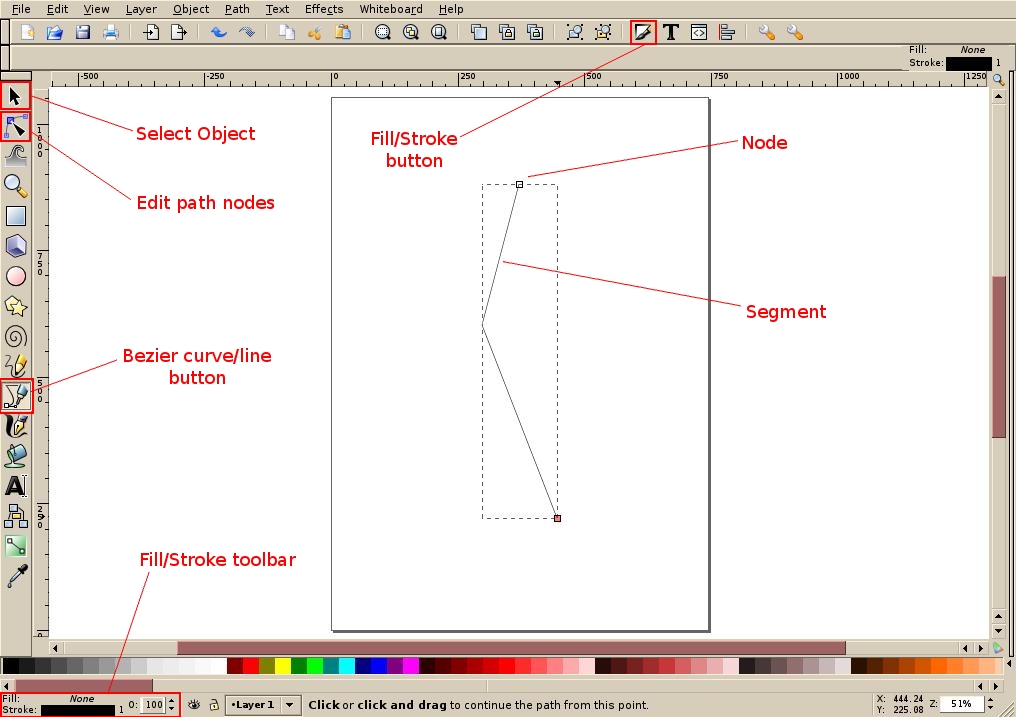 File Edit View Layer Object Path Text Effects Whiteboard Help
Fill: None
Stroke: 1
-500 -250 0 250 500 750 1000 1250
1000
750
500
250
0
Select Object
Fill/Stroke
button
Node
Edit path nodes
Segment
Bezier curve/line
button
Fill/Stroke toolbar
Fill: None
Stroke: 1 O: 100
•Layer 1
Click or click and drag to continue the path from this point.
X: 444.24
Y: 225.08
Z: 51%